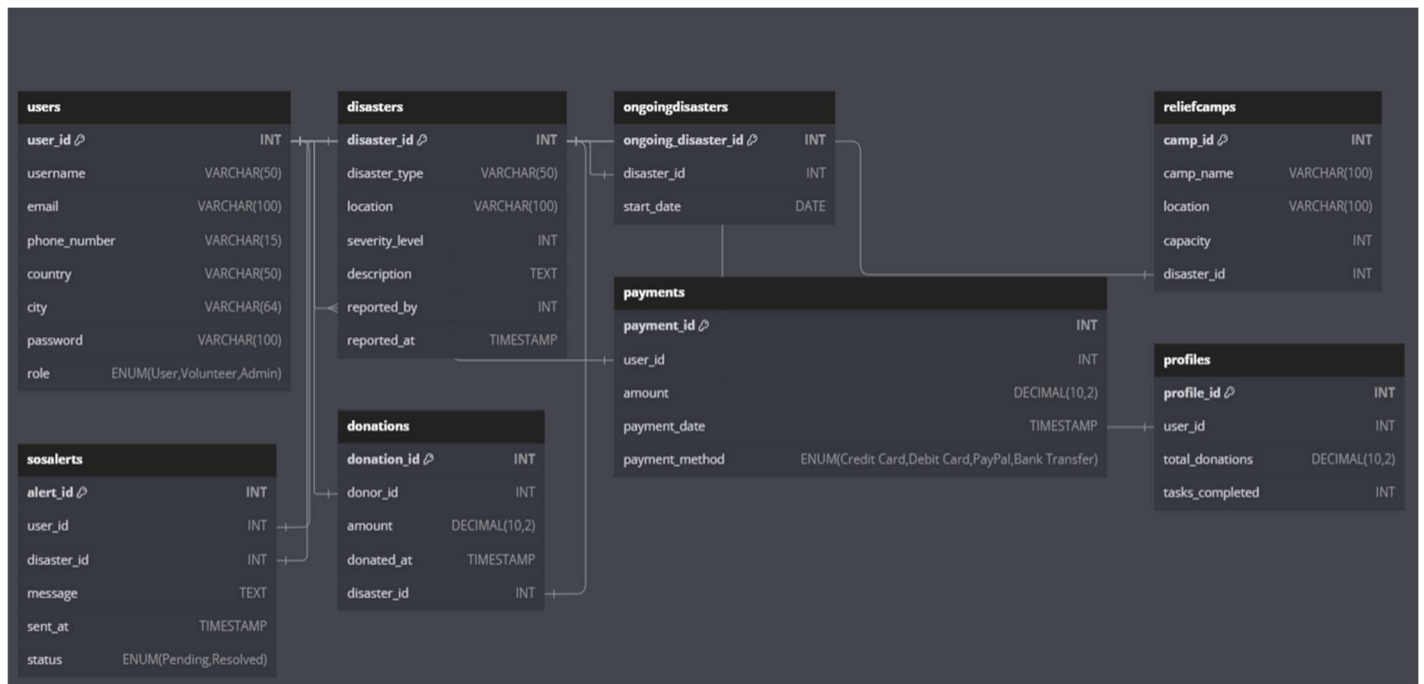 users
user_id INT
username VARCHAR(50)
email VARCHAR(100)
phone_number VARCHAR(15)
country VARCHAR(50)
city VARCHAR(64)
password VARCHAR(100)
role ENUM(User,Volunteer,Admin)
sosalerts
alert_id INT
user_id INT
disaster_id INT
message TEXT
sent_at TIMESTAMP
status ENUM(Pending,Resolved)
disasters
disaster_id INT
disaster_type VARCHAR(50)
location VARCHAR(100)
severity_level INT
description TEXT
reported_by INT
reported_at TIMESTAMP
donations
donation_id INT
donor_id INT
amount DECIMAL(10,2)
donated_at TIMESTAMP
disaster_id INT
ongoingdisasters
ongoing_disaster_id INT
disaster_id INT
start_date DATE
payments
payment_id INT
user_id INT
amount DECIMAL(10,2)
payment_date TIMESTAMP
payment_method ENUM(Credit Card,Debit Card,PayPal,Bank Transfer)
reliefcamps
camp_id INT
camp_name VARCHAR(100)
location VARCHAR(100)
capacity INT
disaster_id INT
profiles
profile_id INT
user_id INT
total_donations DECIMAL(10,2)
tasks_completed INT